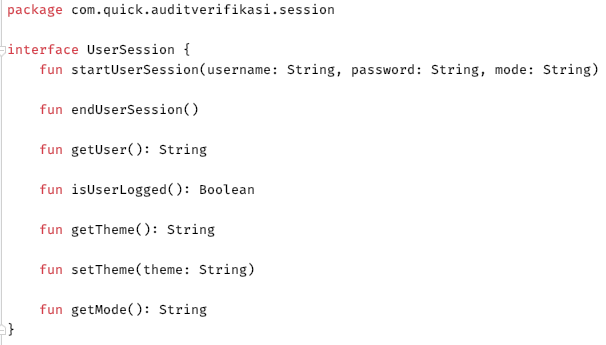 package com.quick.auditverifikasi.session
interface UserSession {
fun startUserSession(username: String, password: String, mode: String)
fun endUserSession()
fun getUser(): String
fun isUserLogged(): Boolean
fun getTheme(): String
fun setTheme(theme: String)
fun getMode(): String
}